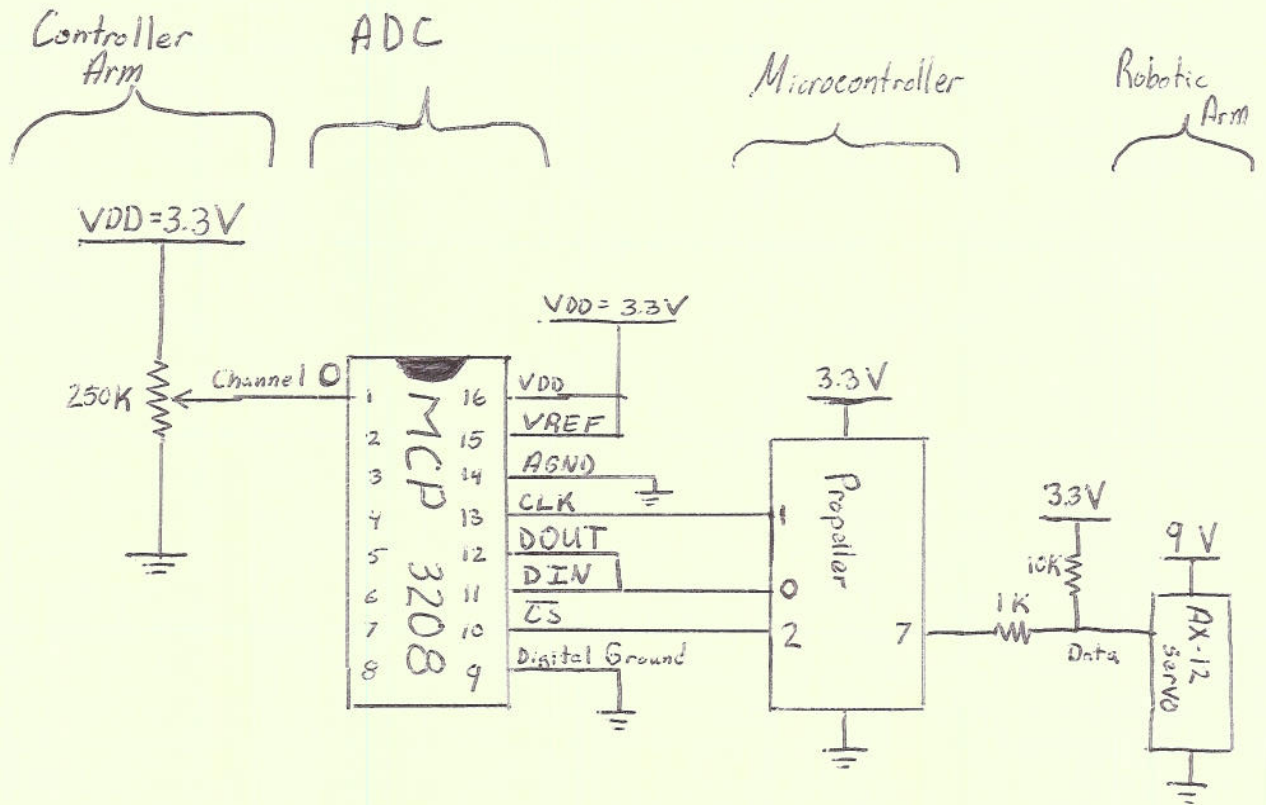 Controller
Arm
ADC
Microcontroller
Robotic
Arm
VDD=3.3V
250K
Channel 0
VDD = 3.3V
MCP 3208
1
2
3
4
5
6
7
8
16
15
14
13
12
11
10
9
VDD
VREF
AGND
CLK
DOUT
DIN
CS
Digital Ground
3.3V
Propeller
1
0
2
7
1K
3.3V
10K
Data
9 V
AX-12
Servo